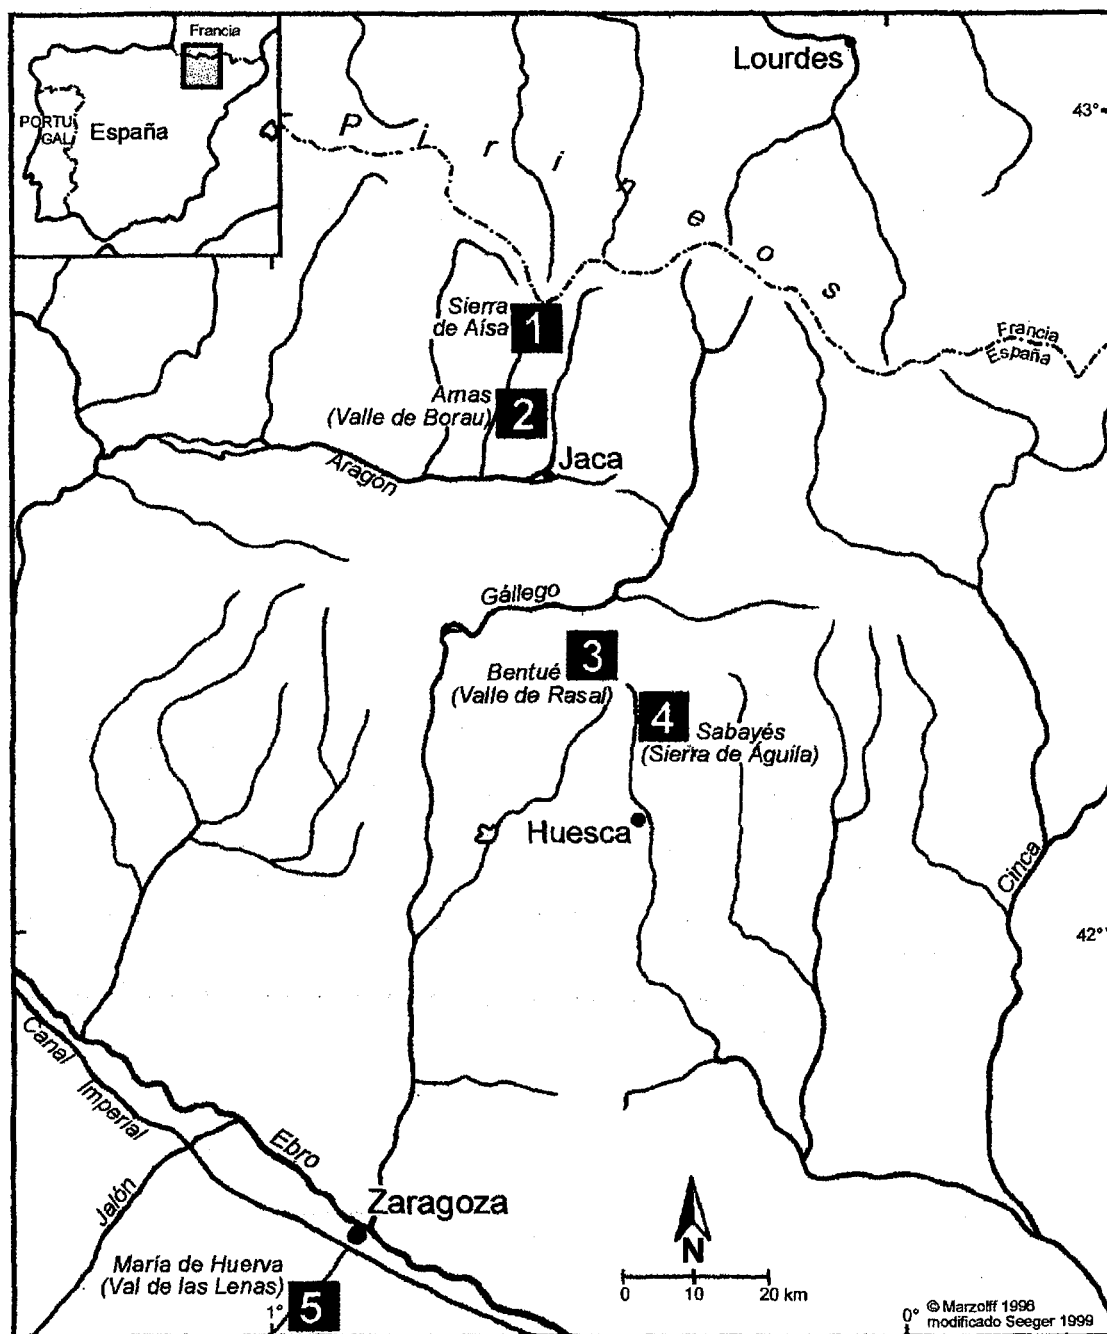 Francia
PORTU
GAL
España
Lourdes
43°
P i r i n e o s
Sierra
de Aísa
1
Francia
España
Arnas
(Valle de Borau)
2
Jaca
Aragón
Gállego
3
Bentué
(Valle de Rasal)
4
Sabayés
(Sierra de Águila)
Huesca
Cinca
42°
Canal Imperial
Ebro
Jalón
Zaragoza
María de Huerva
(Val de las Lenas)
5
1°
N
0 10 20 km
0°
© Marzolff 1998
modificado Seeger 1999